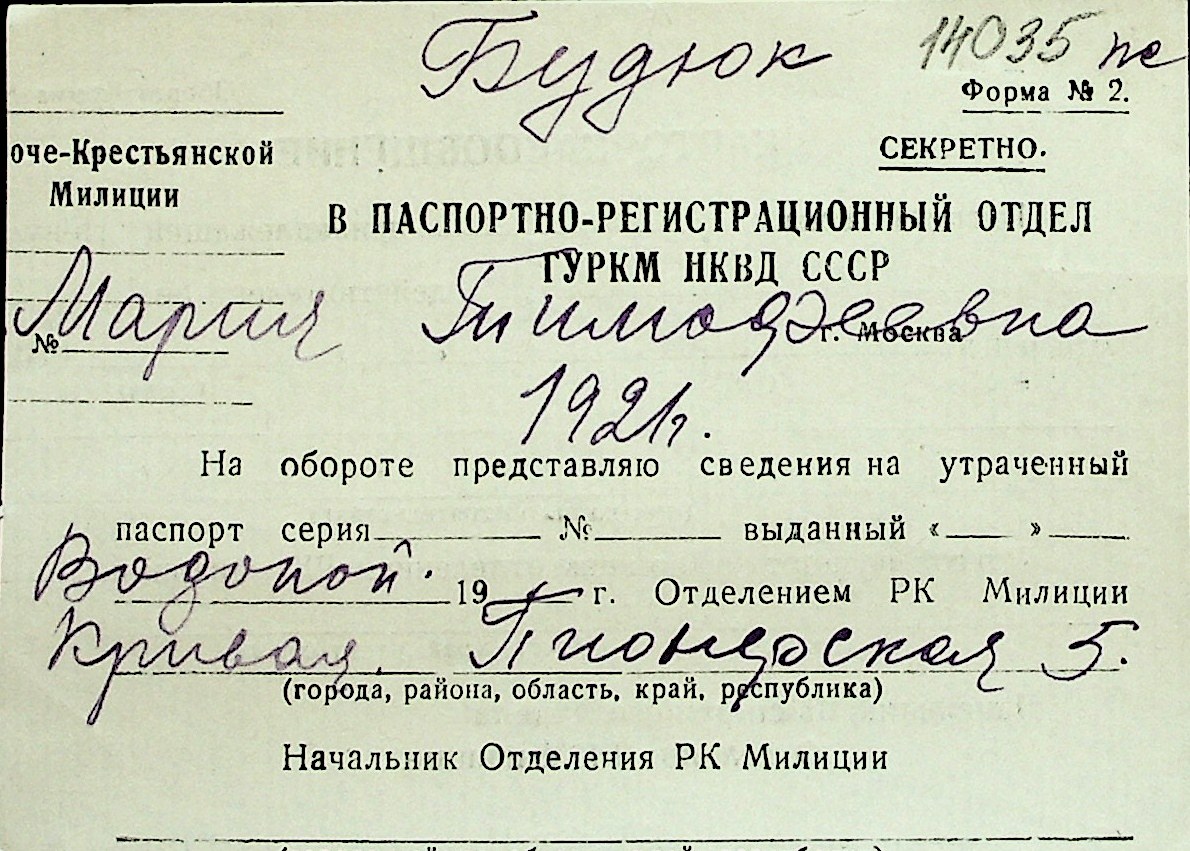 Будюк 14035 пс
Форма № 2.
оче-Крестьянской
СЕКРЕТНО.
Милиции
В ПАСПОРТНО-РЕГИСТРАЦИОННЫЙ ОТДЕЛ
ГУРКМ НКВД СССР
Мария Тимофеевна
№ г. Москва
1921г.
На обороте представляю сведения на утраченный
паспорт серия № выданный « »
Водопой. 19 г. Отделением РК Милиции
Кривая. Пионерская 5.
(города, района, область, край, республика)
Начальник Отделения РК Милиции